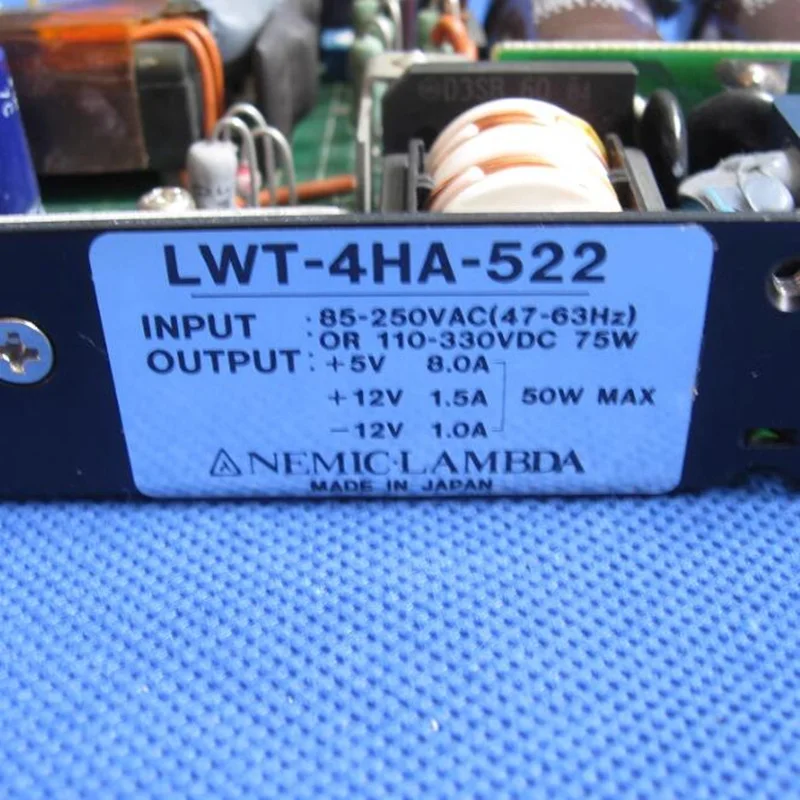 D3SB 60
LWT-4HA-522
INPUT :85-250VAC(47-63Hz)
:OR 110-330VDC 75W
OUTPUT:+5V 8.0A
+12V 1.5A 50W MAX
-12V 1.0A
NEMIC·LAMBDA
MADE IN JAPAN